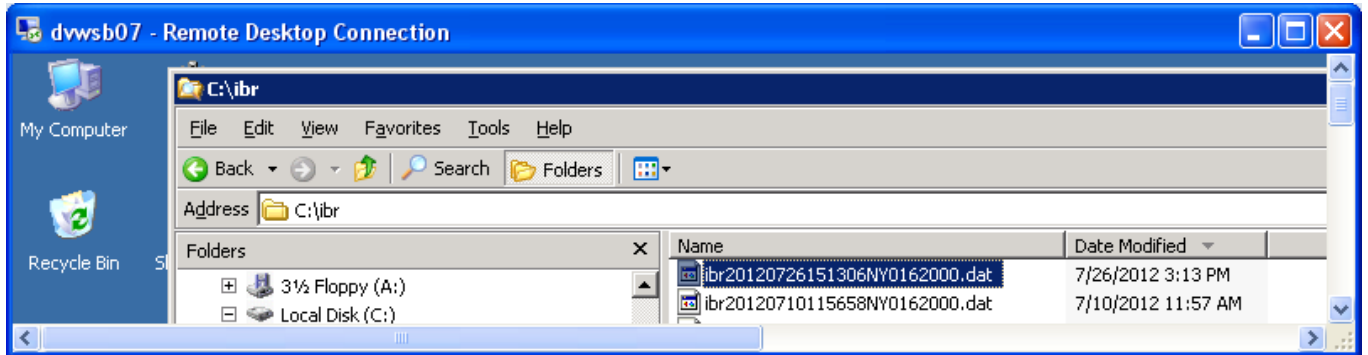 dvwsb07 - Remote Desktop Connection
C:\ibr
My Computer
File Edit View Favorites Tools Help
Back Search Folders
Address C:\ibr
Recycle Bin
Folders x Name Date Modified
3½ Floppy (A:) ibr20120726151306NY0162000.dat 7/26/2012 3:13 PM
Local Disk (C:) ibr20120710115658NY0162000.dat 7/10/2012 11:57 AM